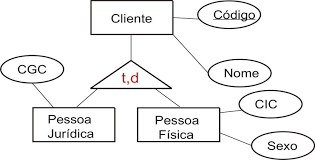 Cliente
Código
CGC
t,d
Nome
CIC
Pessoa
Jurídica
Pessoa
Física
Sexo